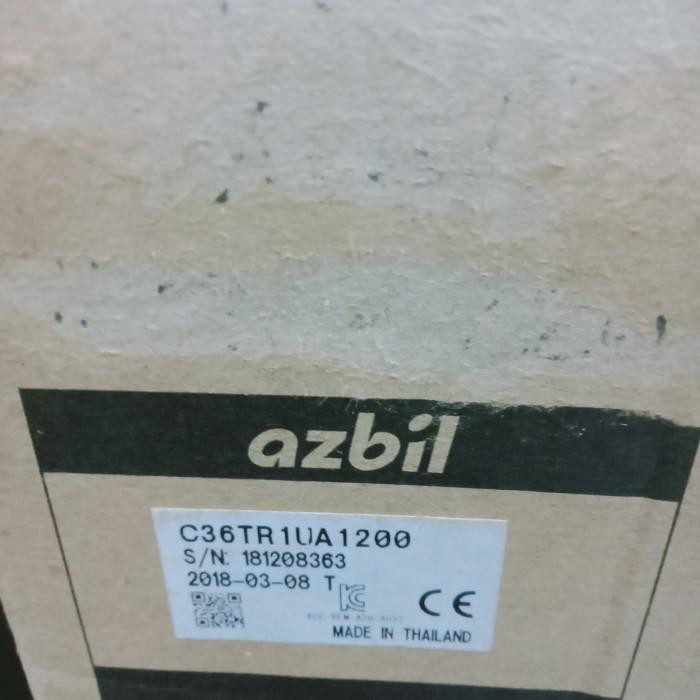 azbil
C36TR1UA1200
S/N: 181208363
2018-03-08 T
CE
MADE IN THAILAND